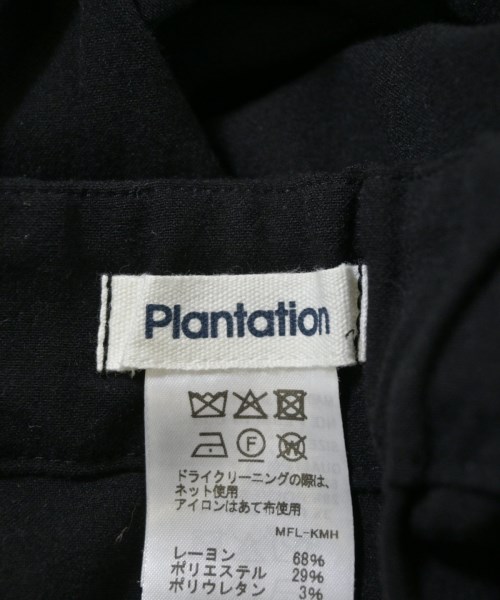 Plantation
F
W
ドライクリーニングの際は、
ネット使用
アイロンはあて布使用
MFL-KMH
レーヨン 68%
ポリエステル 29%
ポリウレタン 3%